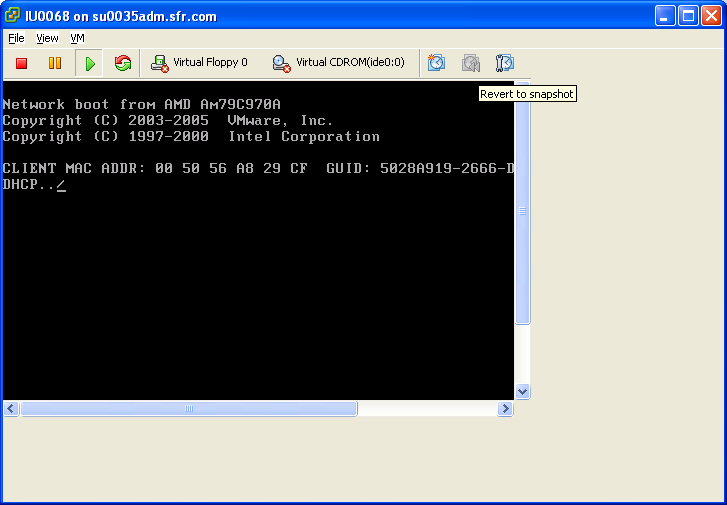 IU0068 on su0035adm.sfr.com
File View VM
Virtual Floppy 0 Virtual CDROM(ide0:0)
Revert to snapshot
Network boot from AMD Am79C970A
Copyright (C) 2003-2005 VMware, Inc.
Copyright (C) 1997-2000 Intel Corporation
CLIENT MAC ADDR: 00 50 56 A8 29 CF GUID: 5028A919-2666-D
DHCP../